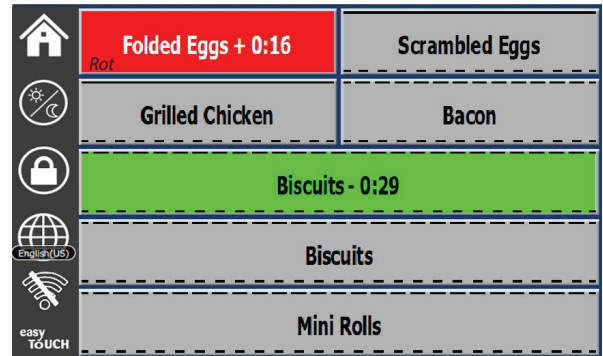 Folded Eggs + 0:16
Rot
Scrambled Eggs
Grilled Chicken
Bacon
Biscuits - 0:29
Biscuits
Mini Rolls
English(US)
easy
TOUCH